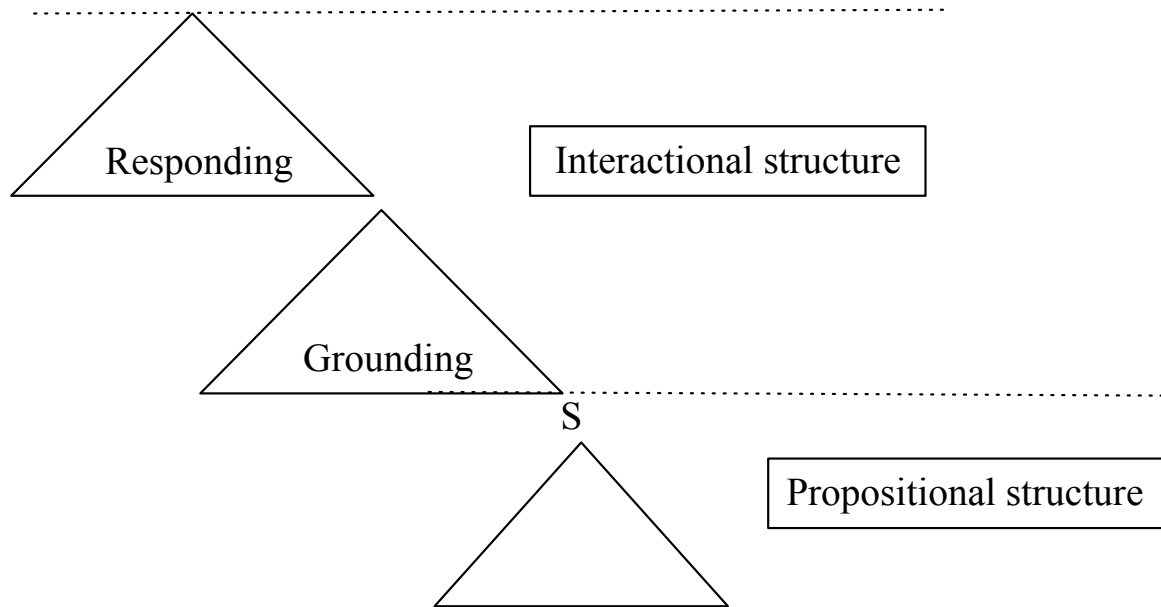 Responding
Interactional structure
Grounding
S
Propositional structure